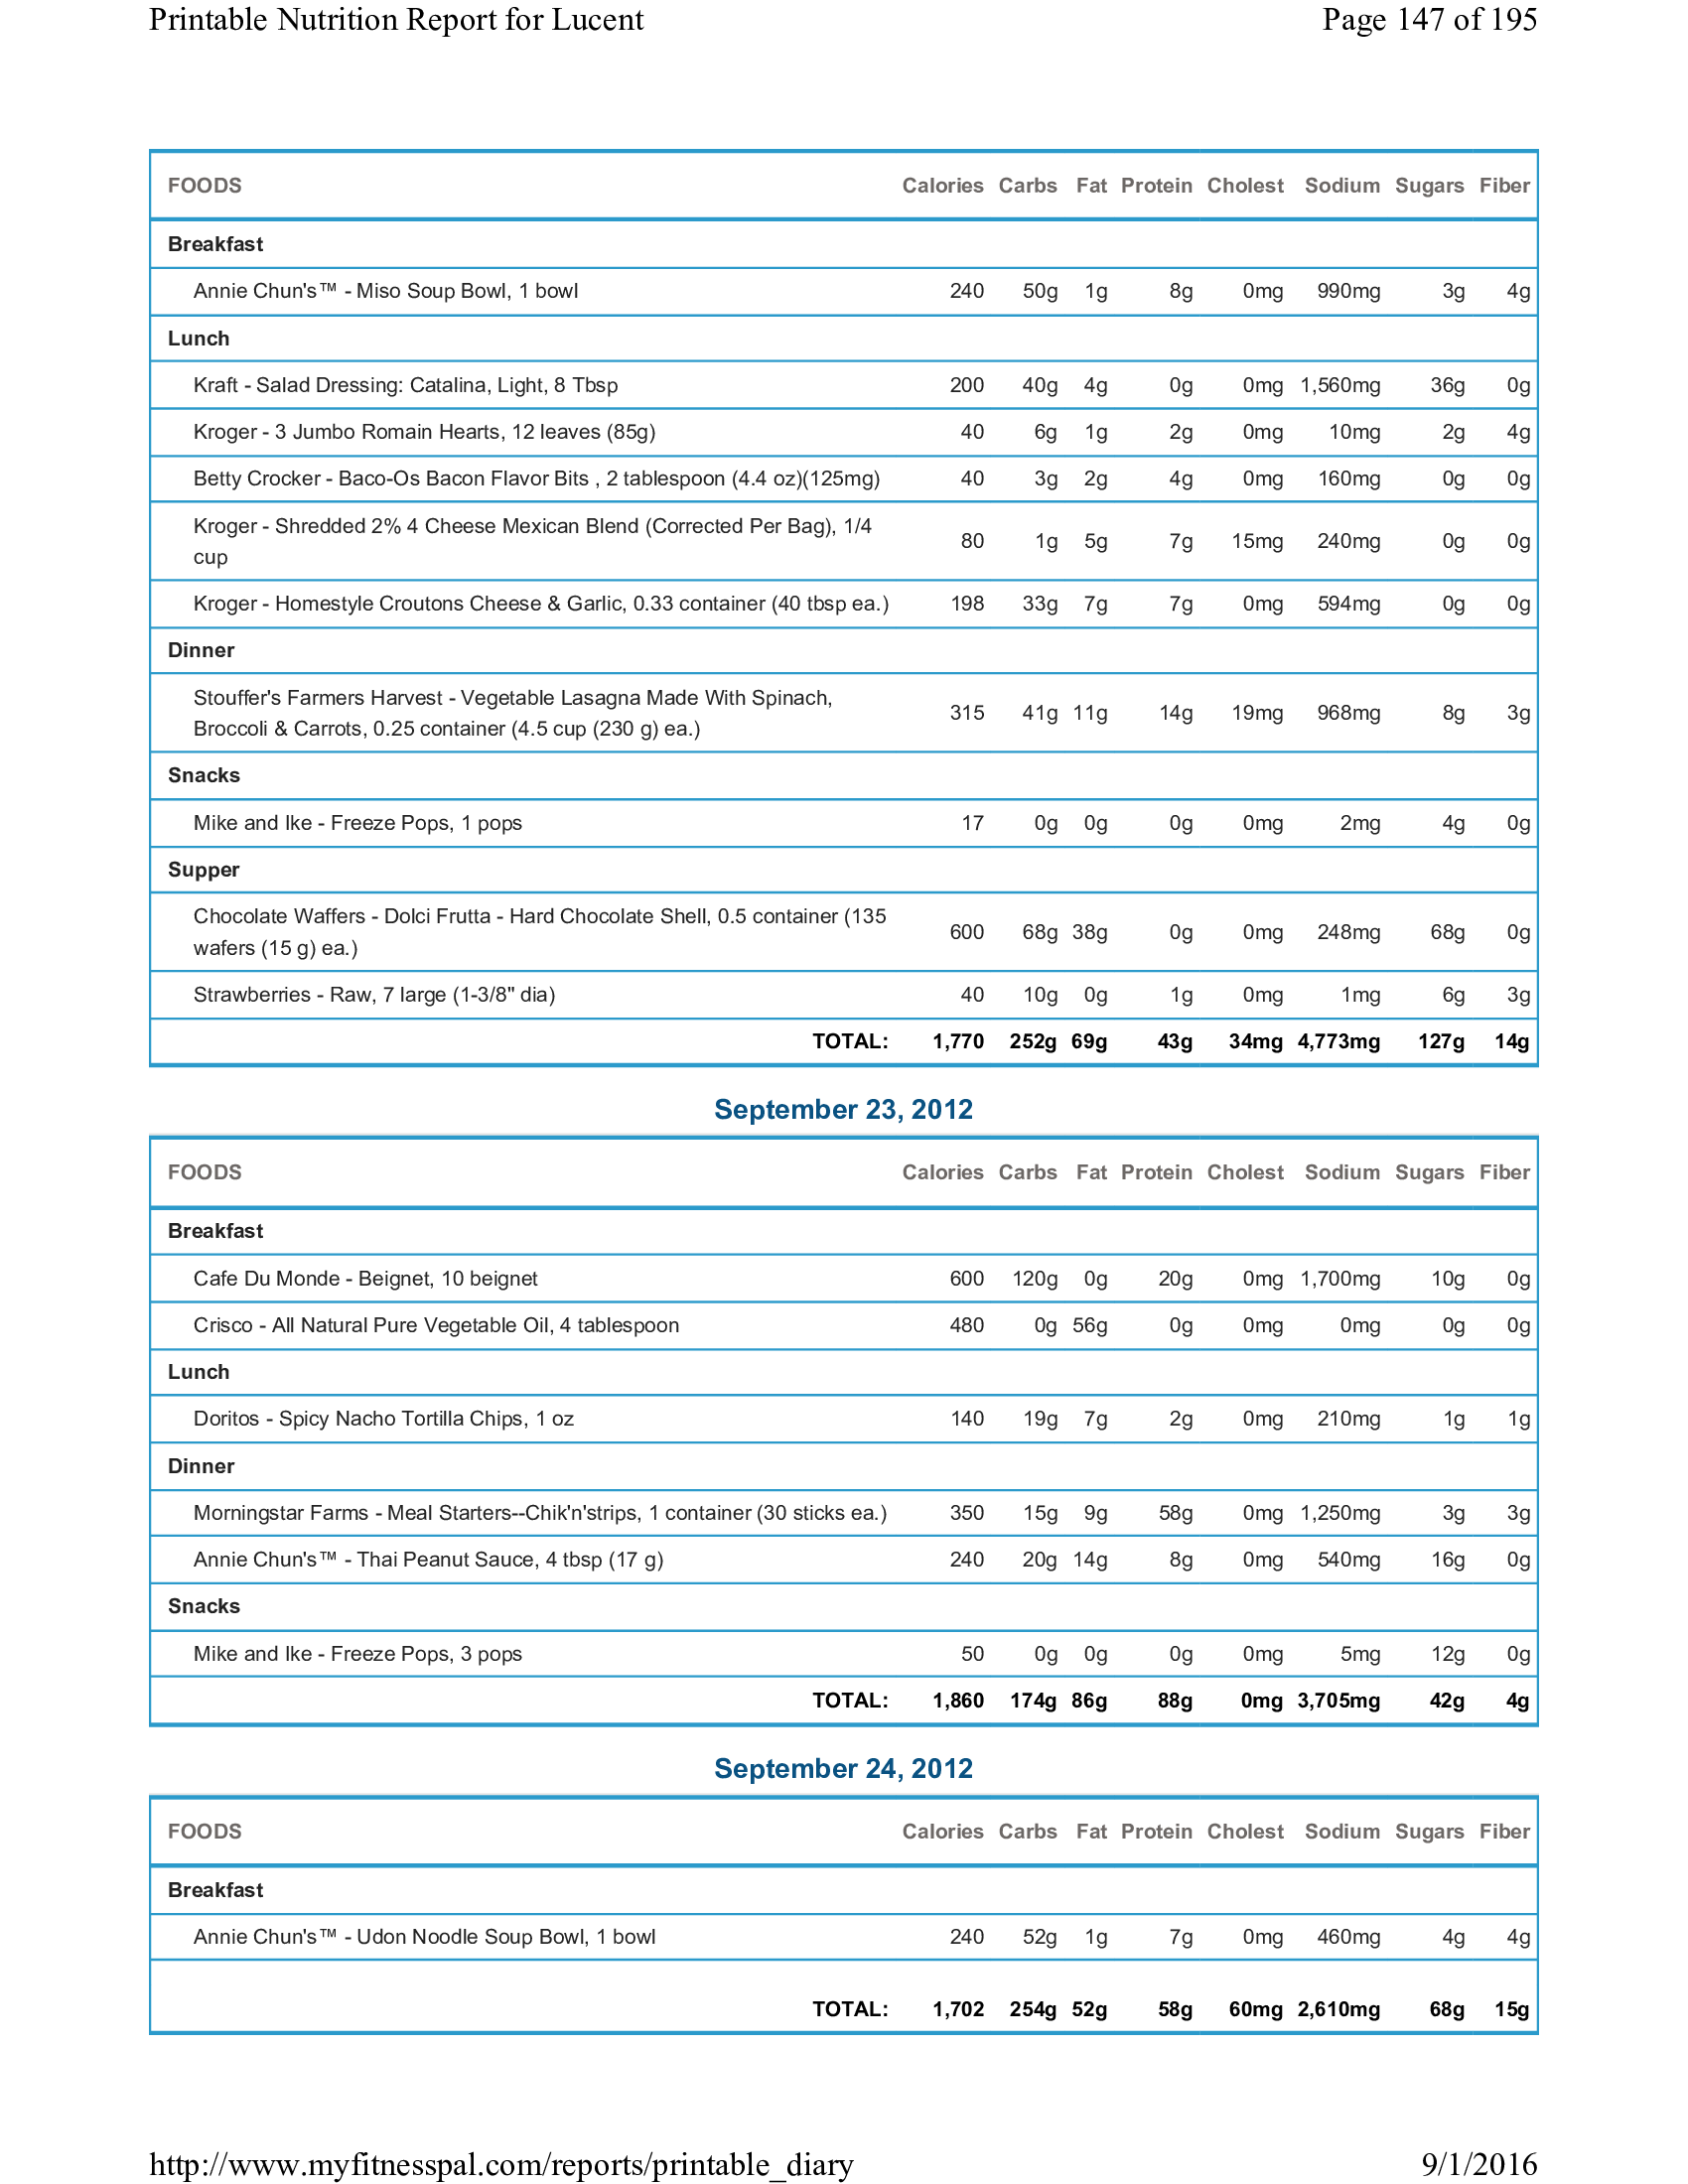 Printable Nutrition Report for Lucent Page 147 of 195
FOODS Calories Carbs Fat Protein Cholest Sodium Sugars Fiber
Breakfast
Annie Chun's™ - Miso Soup Bowl, 1 bowl 240 50g 1g 8g 0mg 990mg 3g 4g
Lunch
Kraft - Salad Dressing: Catalina, Light, 8 Tbsp 200 40g 4g 0g 0mg 1,560mg 36g 0g
Kroger - 3 Jumbo Romain Hearts, 12 leaves (85g) 40 6g 1g 2g 0mg 10mg 2g 4g
Betty Crocker - Baco-Os Bacon Flavor Bits , 2 tablespoon (4.4 oz)(125mg) 40 3g 2g 4g 0mg 160mg 0g 0g
Kroger - Shredded 2% 4 Cheese Mexican Blend (Corrected Per Bag), 1/4
cup 80 1g 5g 7g 15mg 240mg 0g 0g
Kroger - Homestyle Croutons Cheese & Garlic, 0.33 container (40 tbsp ea.) 198 33g 7g 7g 0mg 594mg 0g 0g
Dinner
Stouffer's Farmers Harvest - Vegetable Lasagna Made With Spinach,
Broccoli & Carrots, 0.25 container (4.5 cup (230 g) ea.) 315 41g 11g 14g 19mg 968mg 8g 3g
Snacks
Mike and Ike - Freeze Pops, 1 pops 17 0g 0g 0g 0mg 2mg 4g 0g
Supper
Chocolate Waffers - Dolci Frutta - Hard Chocolate Shell, 0.5 container (135
wafers (15 g) ea.) 600 68g 38g 0g 0mg 248mg 68g 0g
Strawberries - Raw, 7 large (1-3/8" dia) 40 10g 0g 1g 0mg 1mg 6g 3g
TOTAL: 1,770 252g 69g 43g 34mg 4,773mg 127g 14g
September 23, 2012
FOODS Calories Carbs Fat Protein Cholest Sodium Sugars Fiber
Breakfast
Cafe Du Monde - Beignet, 10 beignet 600 120g 0g 20g 0mg 1,700mg 10g 0g
Crisco - All Natural Pure Vegetable Oil, 4 tablespoon 480 0g 56g 0g 0mg 0mg 0g 0g
Lunch
Doritos - Spicy Nacho Tortilla Chips, 1 oz 140 19g 7g 2g 0mg 210mg 1g 1g
Dinner
Morningstar Farms - Meal Starters--Chik'n'strips, 1 container (30 sticks ea.) 350 15g 9g 58g 0mg 1,250mg 3g 3g
Annie Chun's™ - Thai Peanut Sauce, 4 tbsp (17 g) 240 20g 14g 8g 0mg 540mg 16g 0g
Snacks
Mike and Ike - Freeze Pops, 3 pops 50 0g 0g 0g 0mg 5mg 12g 0g
TOTAL: 1,860 174g 86g 88g 0mg 3,705mg 42g 4g
September 24, 2012
FOODS Calories Carbs Fat Protein Cholest Sodium Sugars Fiber
Breakfast
Annie Chun's™ - Udon Noodle Soup Bowl, 1 bowl 240 52g 1g 7g 0mg 460mg 4g 4g
TOTAL: 1,702 254g 52g 58g 60mg 2,610mg 68g 15g
http://www.myfitnesspal.com/reports/printable_diary 9/1/2016